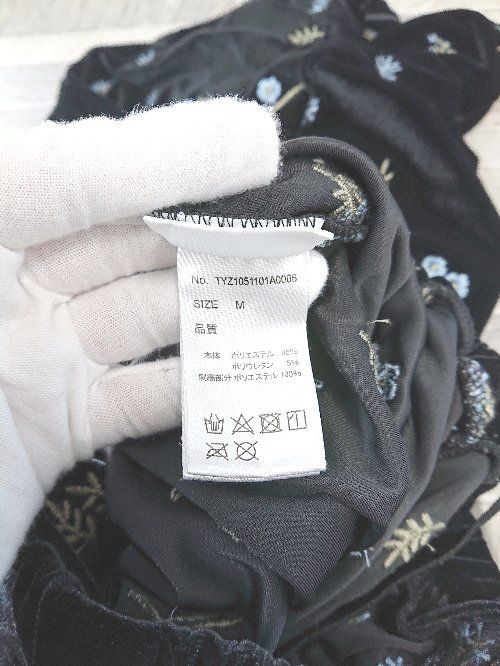 No. TYZ1051101A0006
SIZE M
品質
本体 ポリエステル 95%
ポリウレタン 5%
刺繍部分 ポリエステル 100%